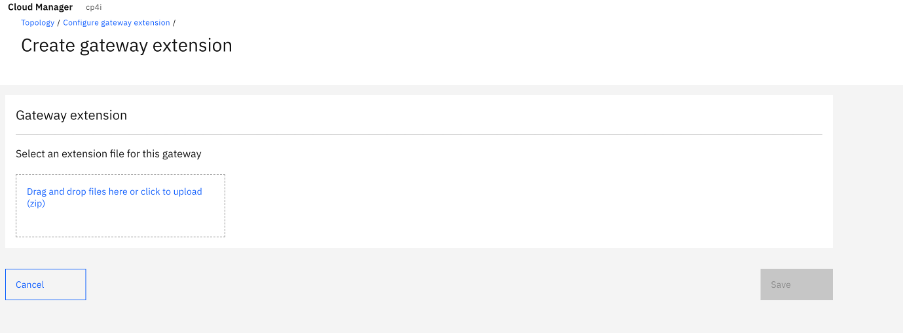 Cloud Manager cp4i
Topology / Configure gateway extension /
Create gateway extension
Gateway extension
Select an extension file for this gateway
Drag and drop files here or click to upload
(zip)
Cancel Save